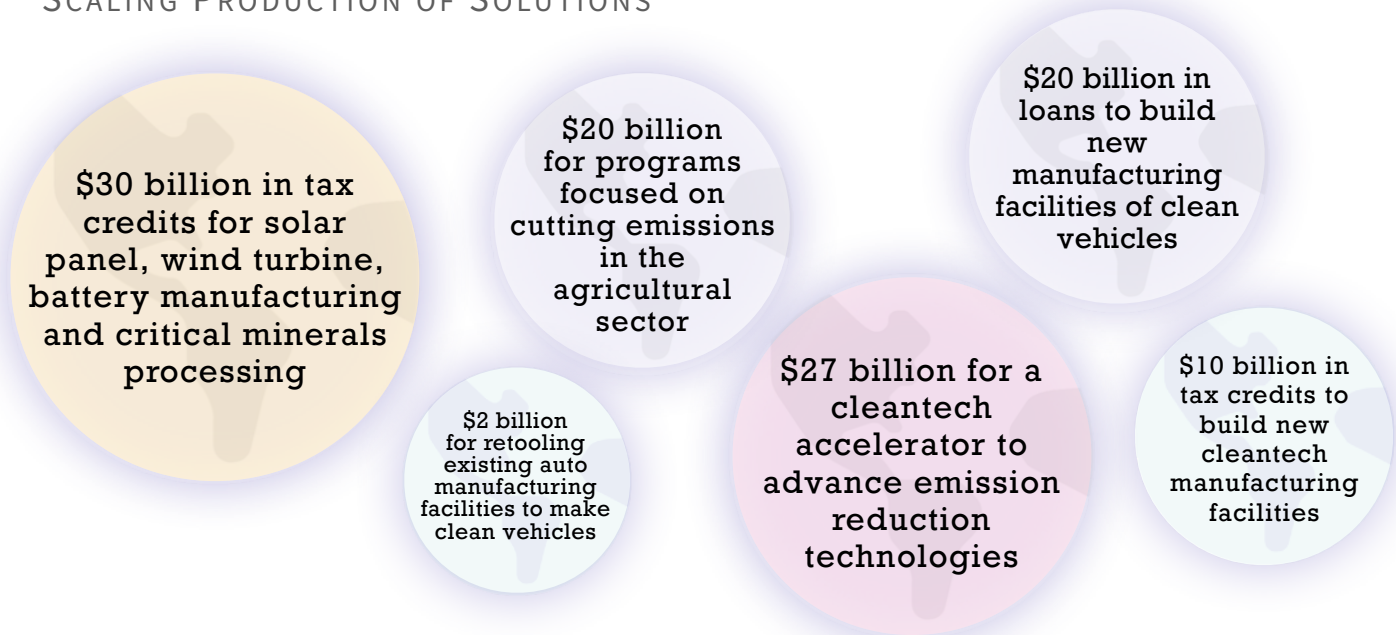 SCALING PRODUCTION OF SOLUTIONS
$30 billion in tax
credits for solar
panel, wind turbine,
battery manufacturing
and critical minerals
processing
$20 billion
for programs
focused on
cutting emissions
in the
agricultural
sector
$20 billion in
loans to build
new
manufacturing
facilities of clean
vehicles
$2 billion
for retooling
existing auto
manufacturing
facilities to make
clean vehicles
$27 billion for a
cleantech
accelerator to
advance emission
reduction
technologies
$10 billion in
tax credits to
build new
cleantech
manufacturing
facilities